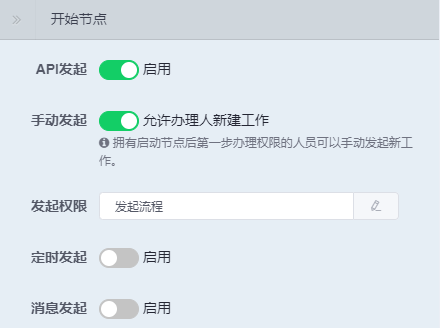 开始节点
API发起 启用
手动发起 允许办理人新建工作
拥有启动节点后第一步办理权限的人员可以手动发起新工
作。
发起权限 发起流程
定时发起 启用
消息发起 启用